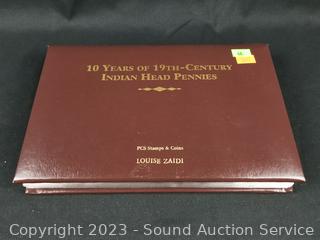 10 Years of 19th-Century
Indian Head Pennies
PCS Stamps & Coins
LOUISE ZAIDI
Copyright 2023 - Sound Auction Service